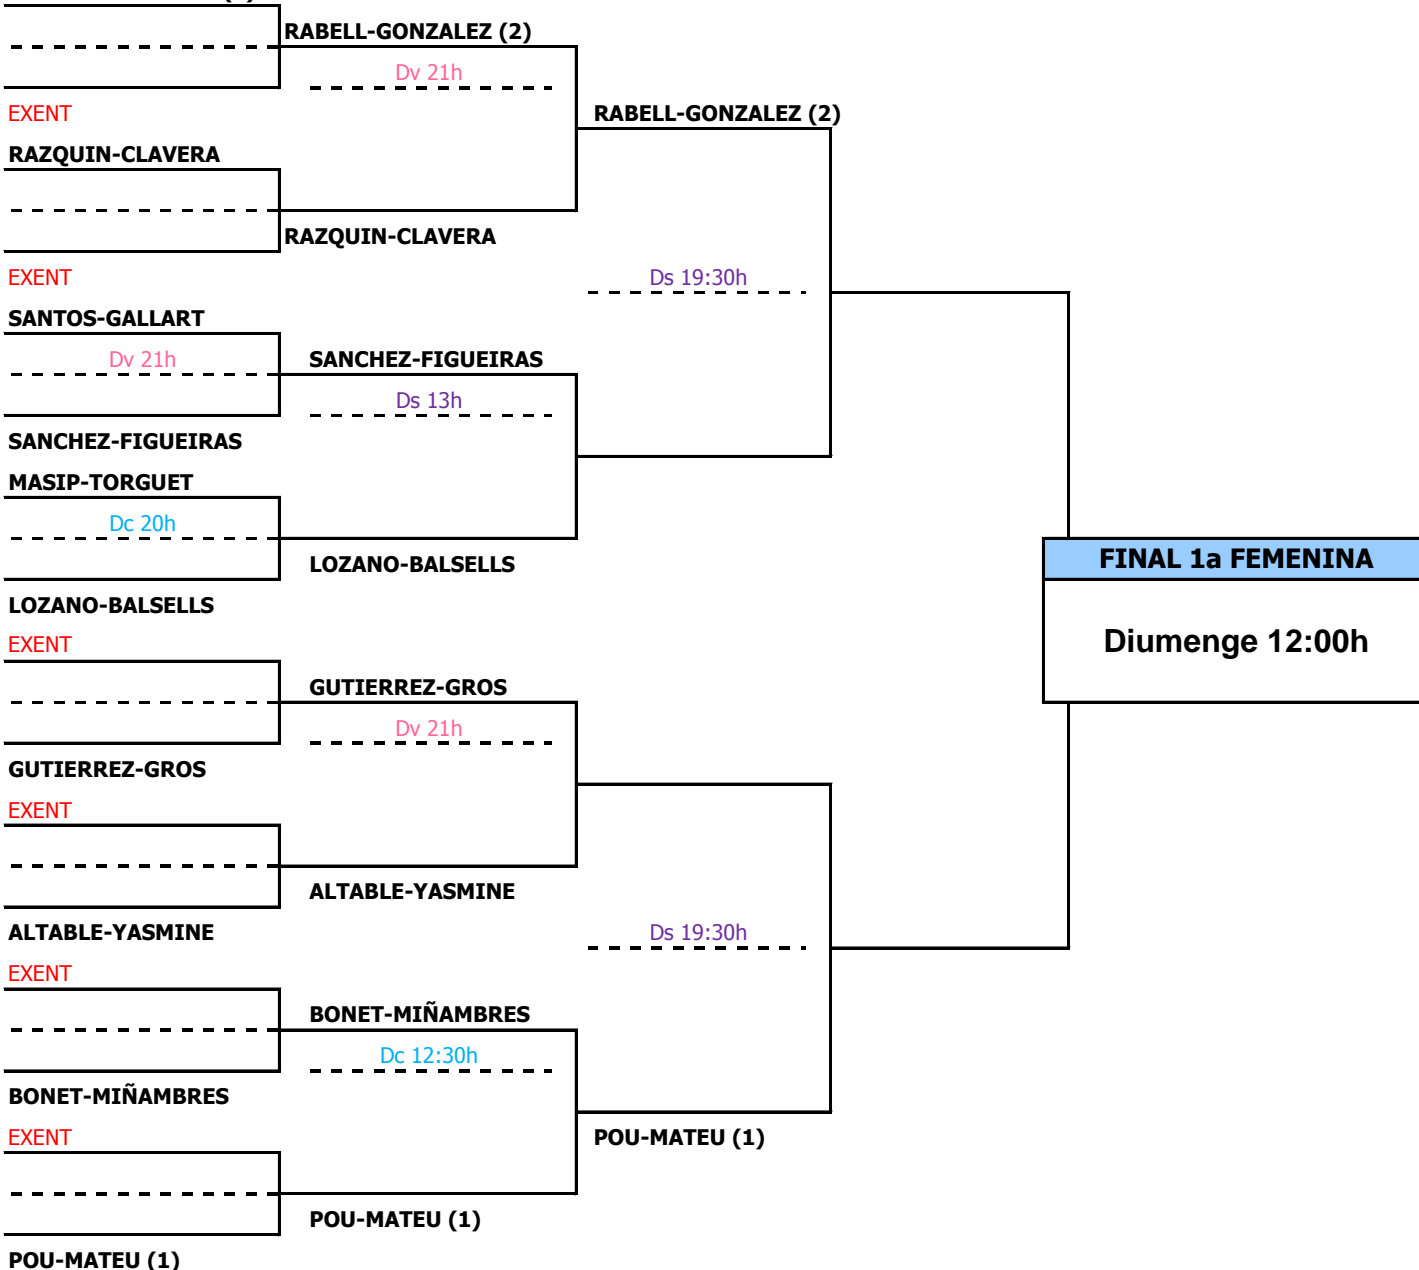 RABELL-GONZALEZ (2)
Dv 21h
EXENT
RABELL-GONZALEZ (2)
RAZQUIN-CLAVERA
RAZQUIN-CLAVERA
EXENT
Ds 19:30h
SANTOS-GALLART
Dv 21h
SANCHEZ-FIGUEIRAS
Ds 13h
SANCHEZ-FIGUEIRAS
MASIP-TORGUET
Dc 20h
LOZANO-BALSELLS
FINAL 1a FEMENINA
LOZANO-BALSELLS
EXENT
Diumenge 12:00h
GUTIERREZ-GROS
Dv 21h
GUTIERREZ-GROS
EXENT
ALTABLE-YASMINE
ALTABLE-YASMINE
Ds 19:30h
EXENT
BONET-MIÑAMBRES
Dc 12:30h
BONET-MIÑAMBRES
EXENT
POU-MATEU (1)
POU-MATEU (1)
POU-MATEU (1)